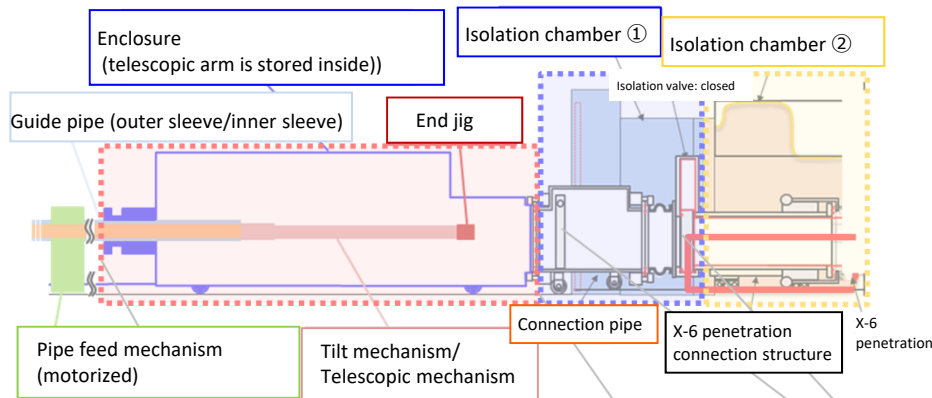 Enclosure
(telescopic arm is stored inside))
Isolation chamber ①
Isolation chamber ②
Isolation valve: closed
Guide pipe (outer sleeve/inner sleeve)
End jig
Pipe feed mechanism
(motorized)
Tilt mechanism/
Telescopic mechanism
Connection pipe
X-6 penetration
connection structure
X-6
penetration